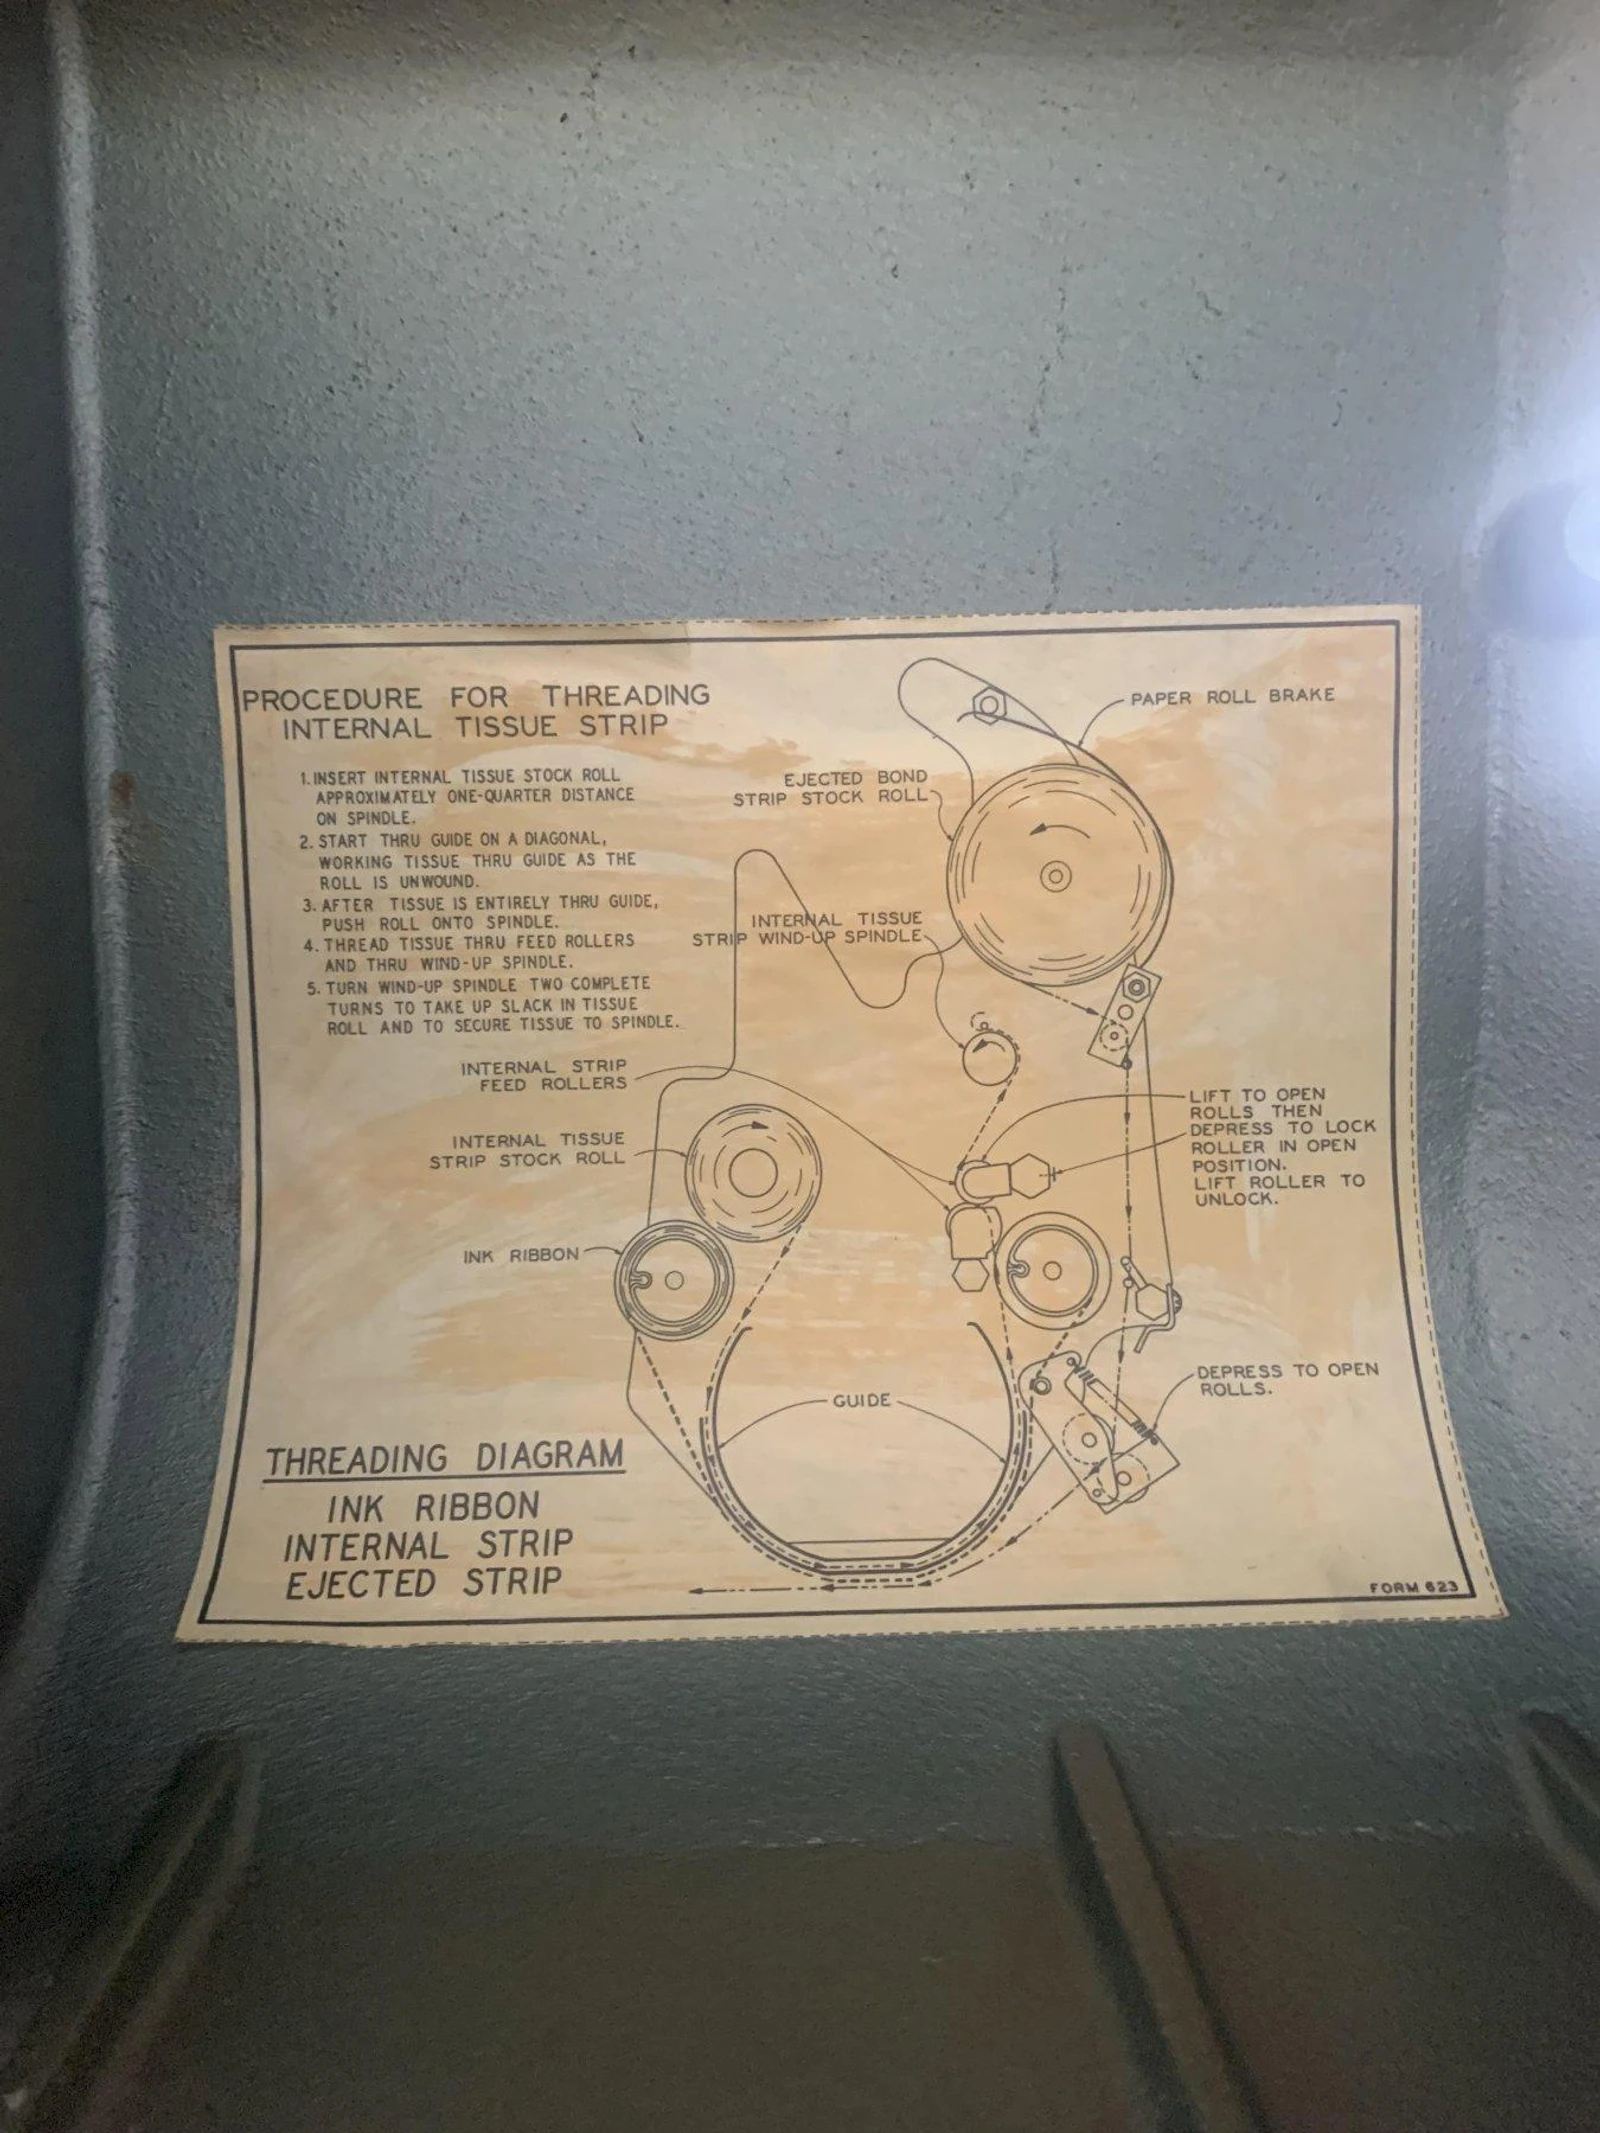 PROCEDURE FOR THREADING
INTERNAL TISSUE STRIP
1. INSERT INTERNAL TISSUE STOCK ROLL
APPROXIMATELY ONE-QUARTER DISTANCE
ON SPINDLE.
2. START THRU GUIDE ON A DIAGONAL,
WORKING TISSUE THRU GUIDE AS THE
ROLL IS UNWOUND.
3. AFTER TISSUE IS ENTIRELY THRU GUIDE,
PUSH ROLL ONTO SPINDLE.
4. THREAD TISSUE THRU FEED ROLLERS
AND THRU WIND-UP SPINDLE.
5. TURN WIND-UP SPINDLE TWO COMPLETE
TURNS TO TAKE UP SLACK IN TISSUE
ROLL AND TO SECURE TISSUE TO SPINDLE.
PAPER ROLL BRAKE
EJECTED BOND
STRIP STOCK ROLL
INTERNAL TISSUE
STRIP WIND-UP SPINDLE
INTERNAL STRIP
FEED ROLLERS
LIFT TO OPEN
ROLLS THEN
DEPRESS TO LOCK
ROLLER IN OPEN
POSITION.
LIFT ROLLER TO
UNLOCK.
INTERNAL TISSUE
STRIP STOCK ROLL
INK RIBBON
GUIDE
DEPRESS TO OPEN
ROLLS.
THREADING DIAGRAM
INK RIBBON
INTERNAL STRIP
EJECTED STRIP
FORM 623